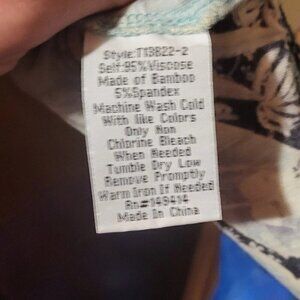 Style:T13822-2
Self:95%Viscose
Made of Bamboo
5%Spandex
Machine Wash Cold
With like Colors
Only Non
Chlorine Bleach
When Needed
Tumble Dry Low
Remove Promptly
Warm Iron If Needed
Rn#149414
Made In China